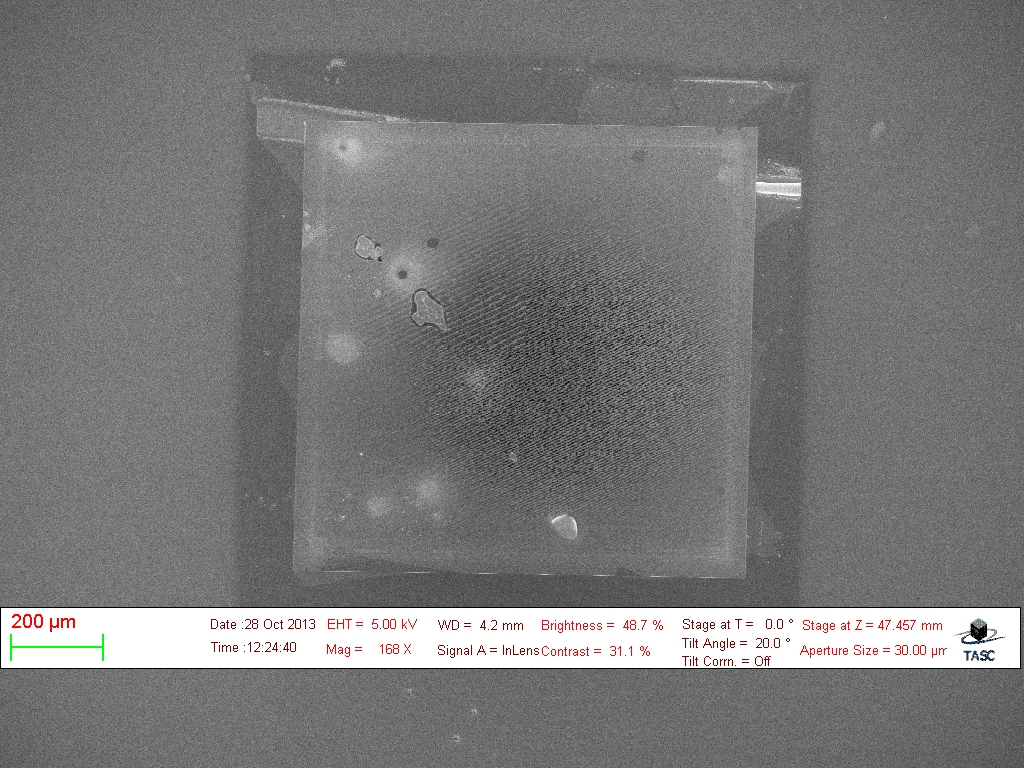 200 µm
Date :28 Oct 2013 EHT = 5.00 kV WD = 4.2 mm Brightness = 48.7 % Stage at T = 0.0 ° Stage at Z = 47.457 mm
Time :12:24:40 Mag = 168 X Signal A = InLens Contrast = 31.1 % Tilt Angle = 20.0 ° Aperture Size = 30.00 µm
Tilt Corrn. = Off
TASC